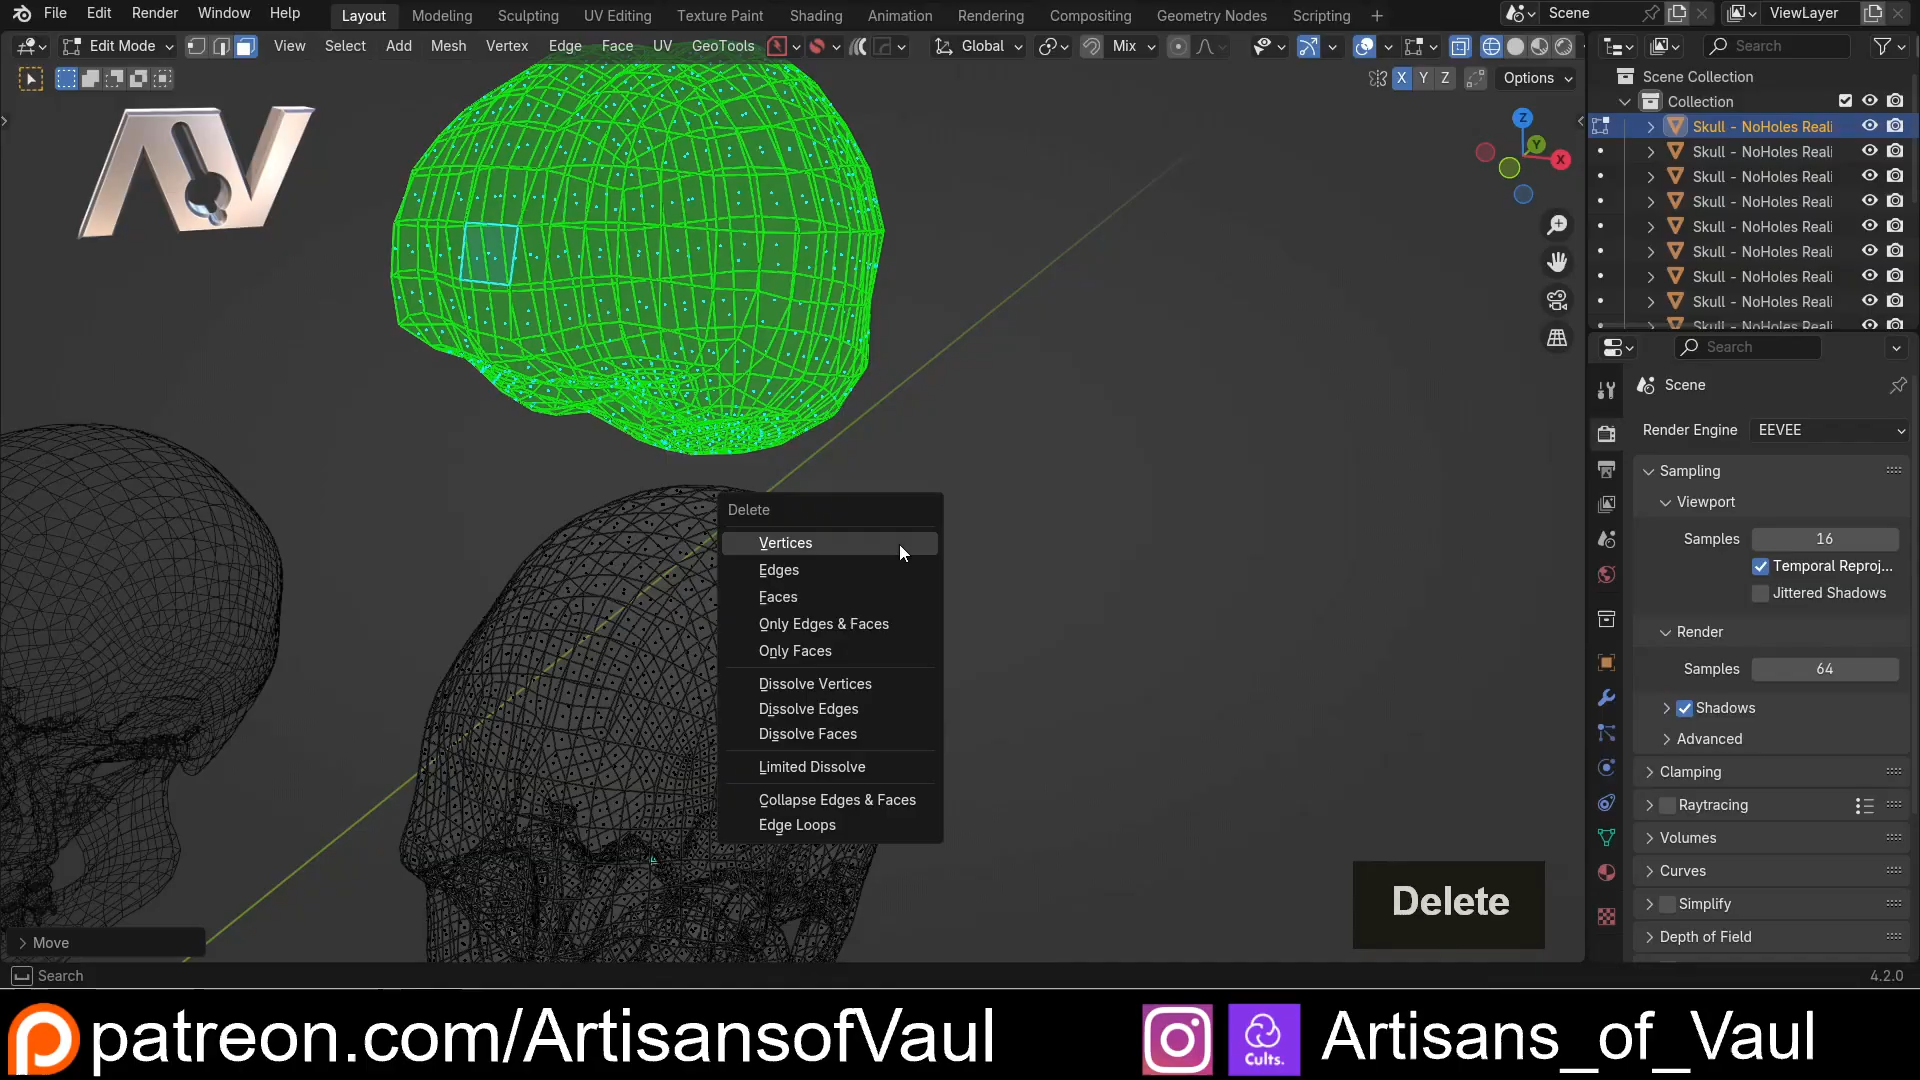 File Edit Render Window Help Layout Modeling Sculpting UV Editing Texture Paint Shading Animation Rendering Compositing Geometry Nodes Scripting + Scene ViewLayer
Edit Mode View Select Add Mesh Vertex Edge Face UV GeoTools Global Mix Search
X Y Z Options
Scene Collection
Collection
Skull - NoHoles Reali
Skull - NoHoles Reali
Skull - NoHoles Reali
Skull - NoHoles Reali
Skull - NoHoles Reali
Skull - NoHoles Reali
Skull - NoHoles Reali
Skull - NoHoles Reali
Skull - NoHoles Reali
AV
Z
Y
X
Search
Scene
Render Engine EEVEE
Sampling
Viewport
Samples 16
Temporal Reproj...
Jittered Shadows
Render
Samples 64
Shadows
Advanced
Clamping
Raytracing
Volumes
Curves
Simplify
Depth of Field
Delete
Vertices
Edges
Faces
Only Edges & Faces
Only Faces
Dissolve Vertices
Dissolve Edges
Dissolve Faces
Limited Dissolve
Collapse Edges & Faces
Edge Loops
Delete
Move
Search 4.2.0
patreon.com/ArtisansofVaul Cults. Artisans_of_Vaul